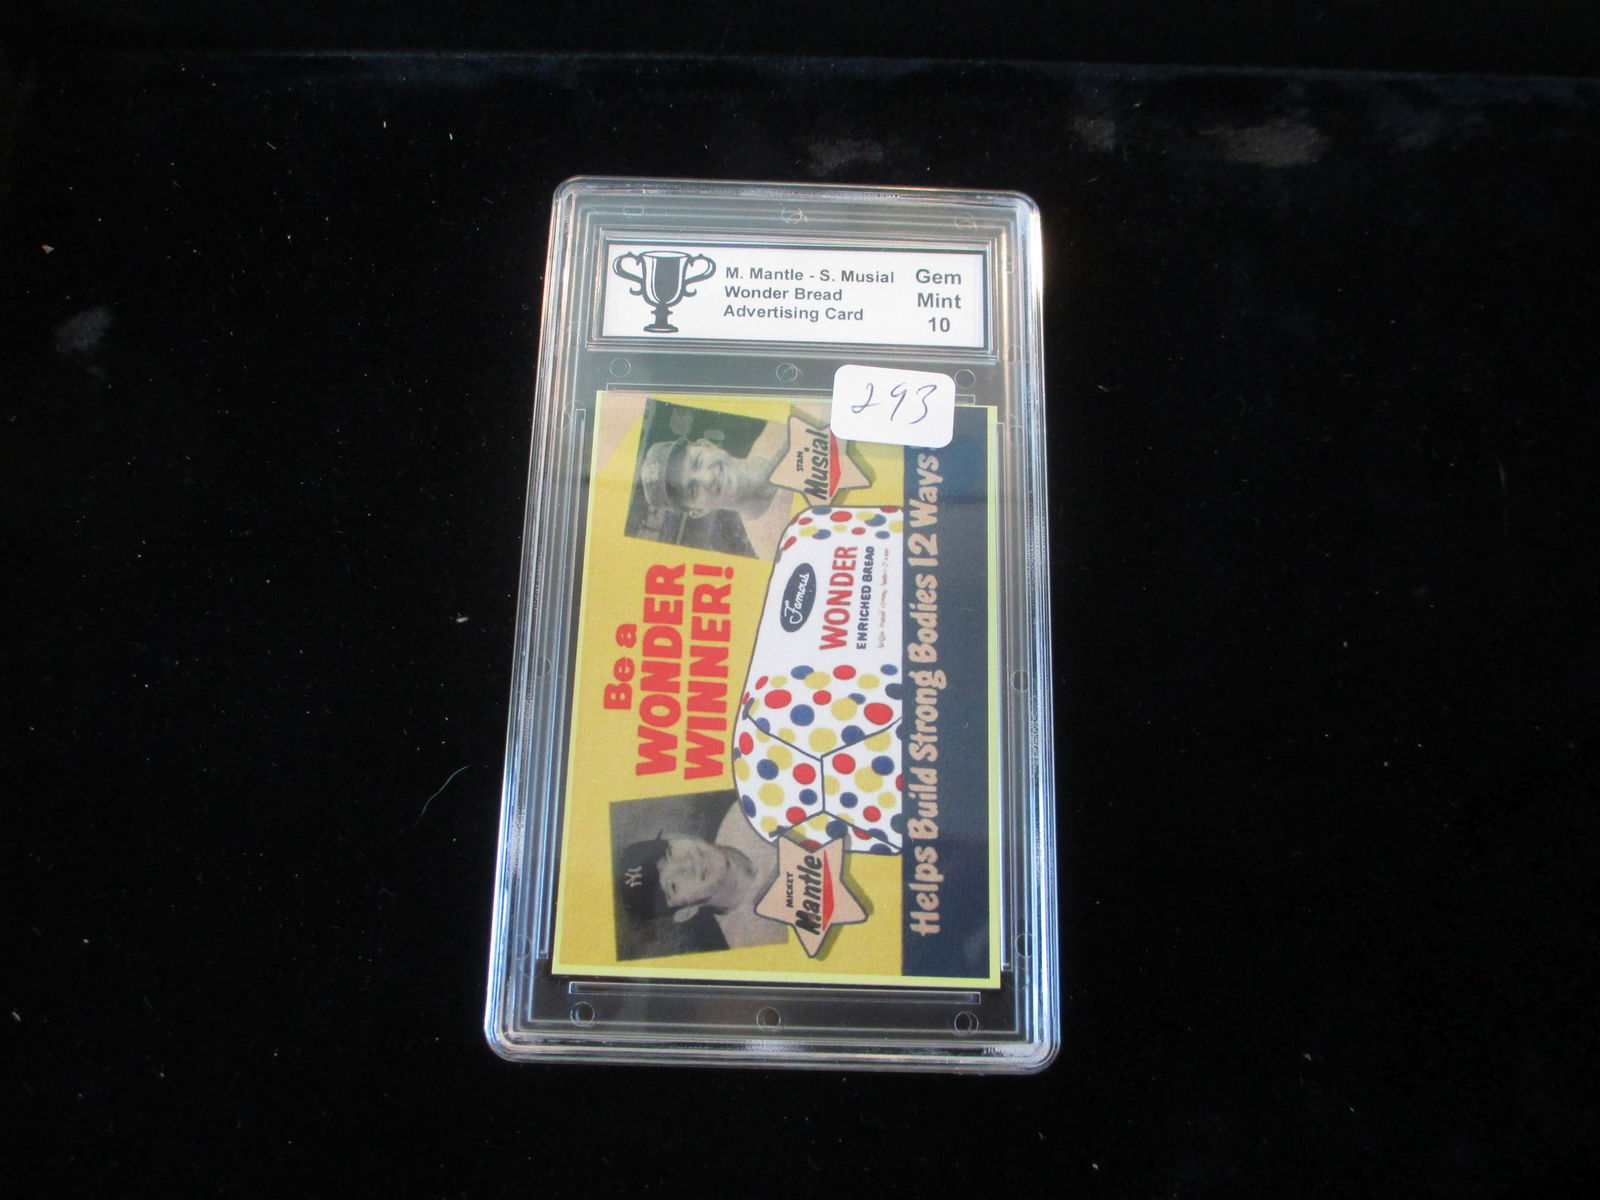 M. Mantle - S. Musial
Wonder Bread
Advertising Card
Gem
Mint
10
293
Be a
WONDER
WINNER!
STAN
Musial
Famous
WONDER
ENRICHED BREAD
MICKEY
Mantle
NY
Helps Build Strong Bodies 12 Ways